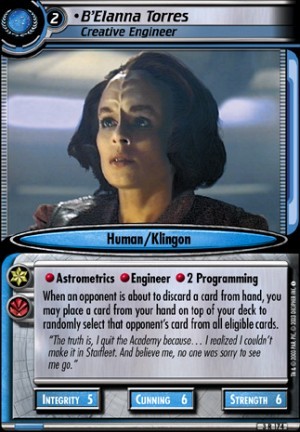 2 • B'Elanna Torres
Creative Engineer
Human/Klingon
Astrometrics Engineer 2 Programming
When an opponent is about to discard a card from hand, you
may place a card from your hand on top of your deck to
randomly select that opponent's card from all eligible cards.
"The truth is, I quit the Academy because... I realized I couldn't
make it in Starfleet. And believe me, no one was sorry to see
me go."
INTEGRITY 5 CUNNING 6 STRENGTH 6